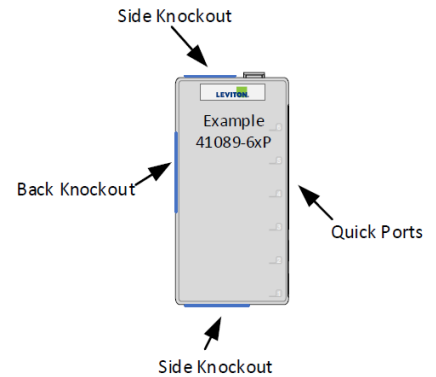 Side Knockout
LEVITON
Example
41089-6xP
Back Knockout
Quick Ports
Side Knockout